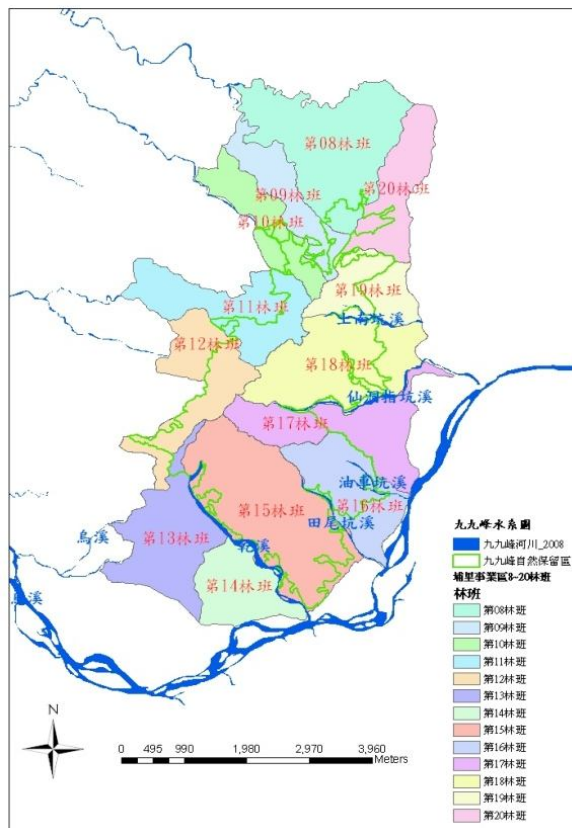 第08林班
第20林班
第09林班
第10林班
第19林班
第11林班
士南坑溪
第12林班
第18林班
仙洞指坑溪
第17林班
油車坑溪
第16林班
第15林班
田尾坑溪
烏溪
第13林班
花溪
第14林班
烏溪
九九峰水系圖
九九峰河川_2008
九九峰自然保留區
埔里事業區8~20林班
林班
第08林班
第09林班
第10林班
第11林班
第12林班
第13林班
第14林班
第15林班
第16林班
第17林班
第18林班
第19林班
第20林班
N
0 495 990 1,980 2,970 3,960
Meters